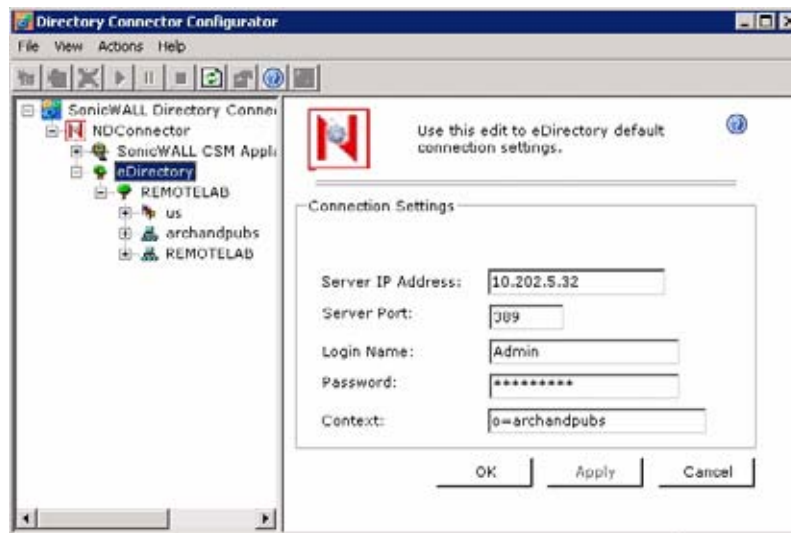 Directory Connector Configurator
File View Actions Help
SonicWALL Directory Conne
NDConnector
SonicWALL CSM Appli
eDirectory
REMOTELAB
us
archandpubs
REMOTELAB
N
Use this edit to eDirectory default
connection settings.
Connection Settings
Server IP Address: 10.202.5.32
Server Port: 389
Login Name: Admin
Password: *********
Context: o=archandpubs
OK Apply Cancel